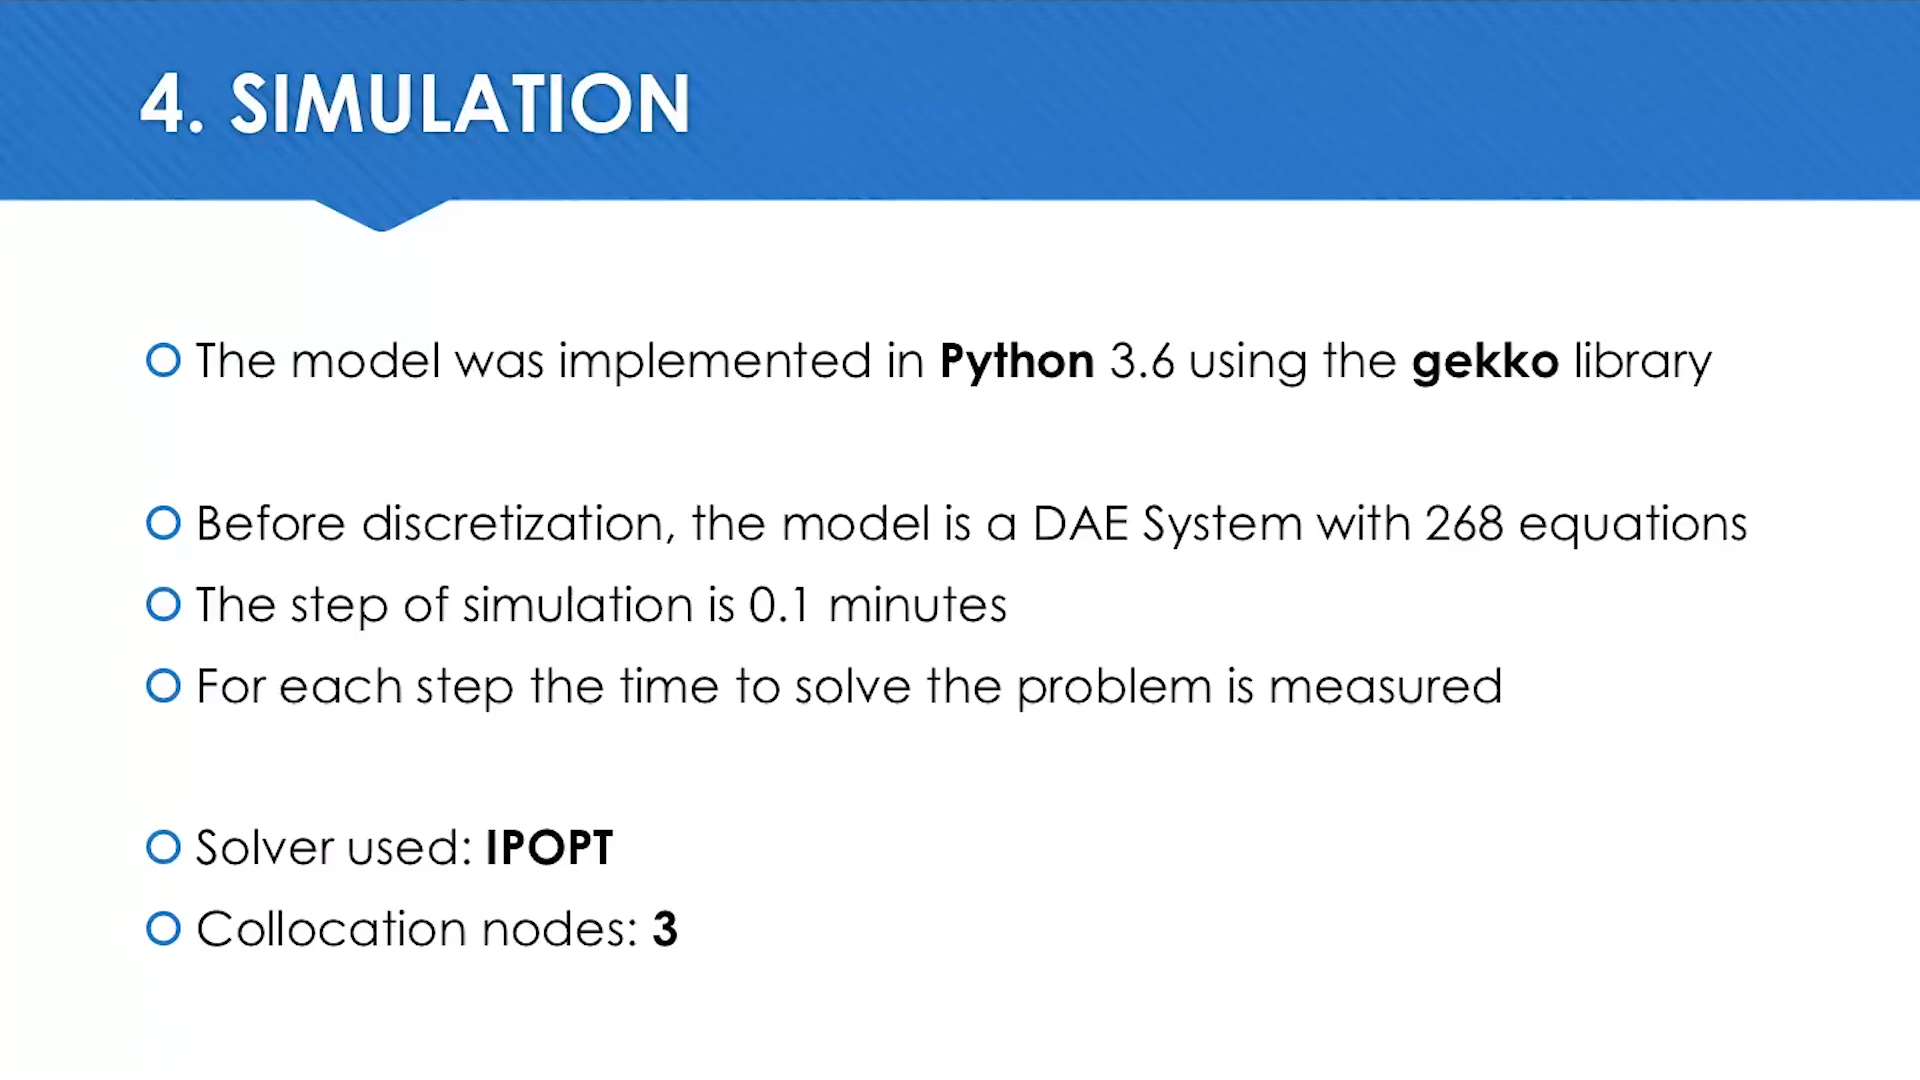 4. SIMULATION
The model was implemented in Python 3.6 using the gekko library
Before discretization, the model is a DAE System with 268 equations
The step of simulation is 0.1 minutes
For each step the time to solve the problem is measured
Solver used: IPOPT
Collocation nodes: 3